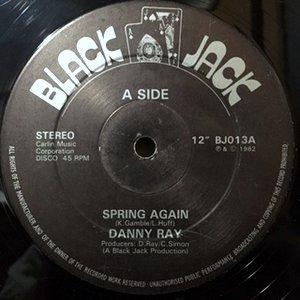 BLACK JACK
A SIDE
STEREO
Carlin Music
Corporation
DISCO 45 RPM
12" BJ013A
℗ & © 1982
SPRING AGAIN
(K.Gamble/L.Huff)
DANNY RAY
Producers: D.Ray/C.Simon
(A Black Jack Production)
ALL RIGHTS OF THE MANUFACTURER AND OF THE OWNER OF THE RECORDED WORK RESERVED - UNAUTHORISED PUBLIC PERFORMANCE BROADCASTING AND COPYING OF THIS RECORD PROHIBITED